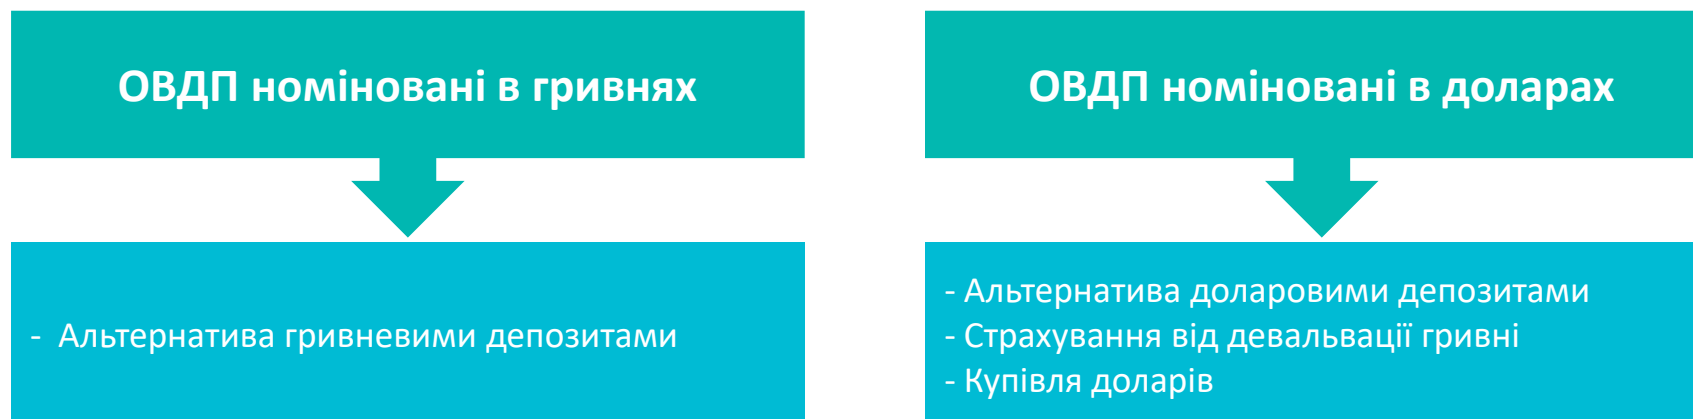 ОВДП номіновані в гривнях
- Альтернатива гривневими депозитами
ОВДП номіновані в доларах
- Альтернатива доларовими депозитами
- Страхування від девальвації гривні
- Купівля доларів